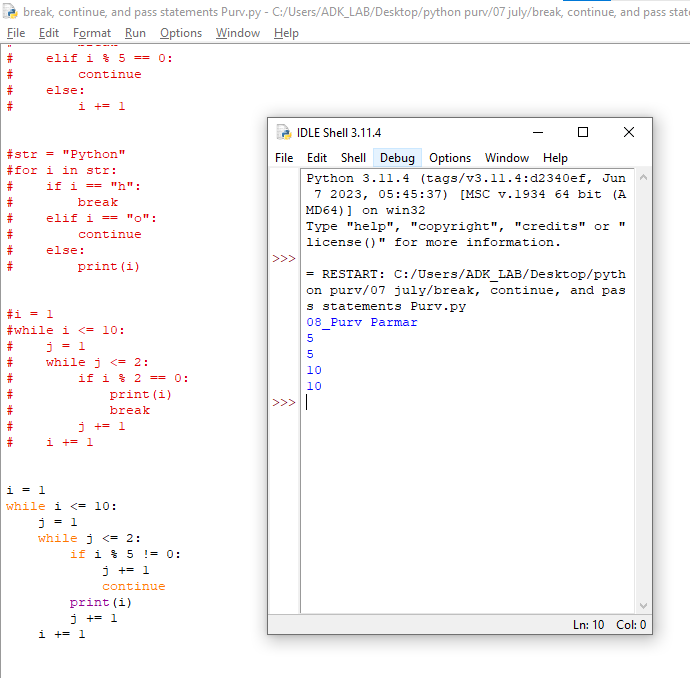 break, continue, and pass statements Purv.py - C:/Users/ADK_LAB/Desktop/python purv/07 july/break, continue, and pass state
File Edit Format Run Options Window Help
#         break
#    elif i % 5 == 0:
#        continue
#    else:
#        i += 1
#str = "Python"
#for i in str:
#    if i == "h":
#        break
#    elif i == "o":
#        continue
#    else:
#        print(i)
#i = 1
#while i <= 10:
#    j = 1
#    while j <= 2:
#        if i % 2 == 0:
#            print(i)
#            break
#        j += 1
#    i += 1
i = 1
while i <= 10:
    j = 1
    while j <= 2:
        if i % 5 != 0:
            j += 1
            continue
        print(i)
        j += 1
    i += 1
IDLE Shell 3.11.4
File Edit Shell Debug Options Window Help
Python 3.11.4 (tags/v3.11.4:d2340ef, Jun
 7 2023, 05:45:37) [MSC v.1934 64 bit (A
MD64)] on win32
Type "help", "copyright", "credits" or "
license()" for more information.
>>>
= RESTART: C:/Users/ADK_LAB/Desktop/pyth
on purv/07 july/break, continue, and pas
s statements Purv.py
08_Purv Parmar
5
5
10
10
>>>
Ln: 10 Col: 0